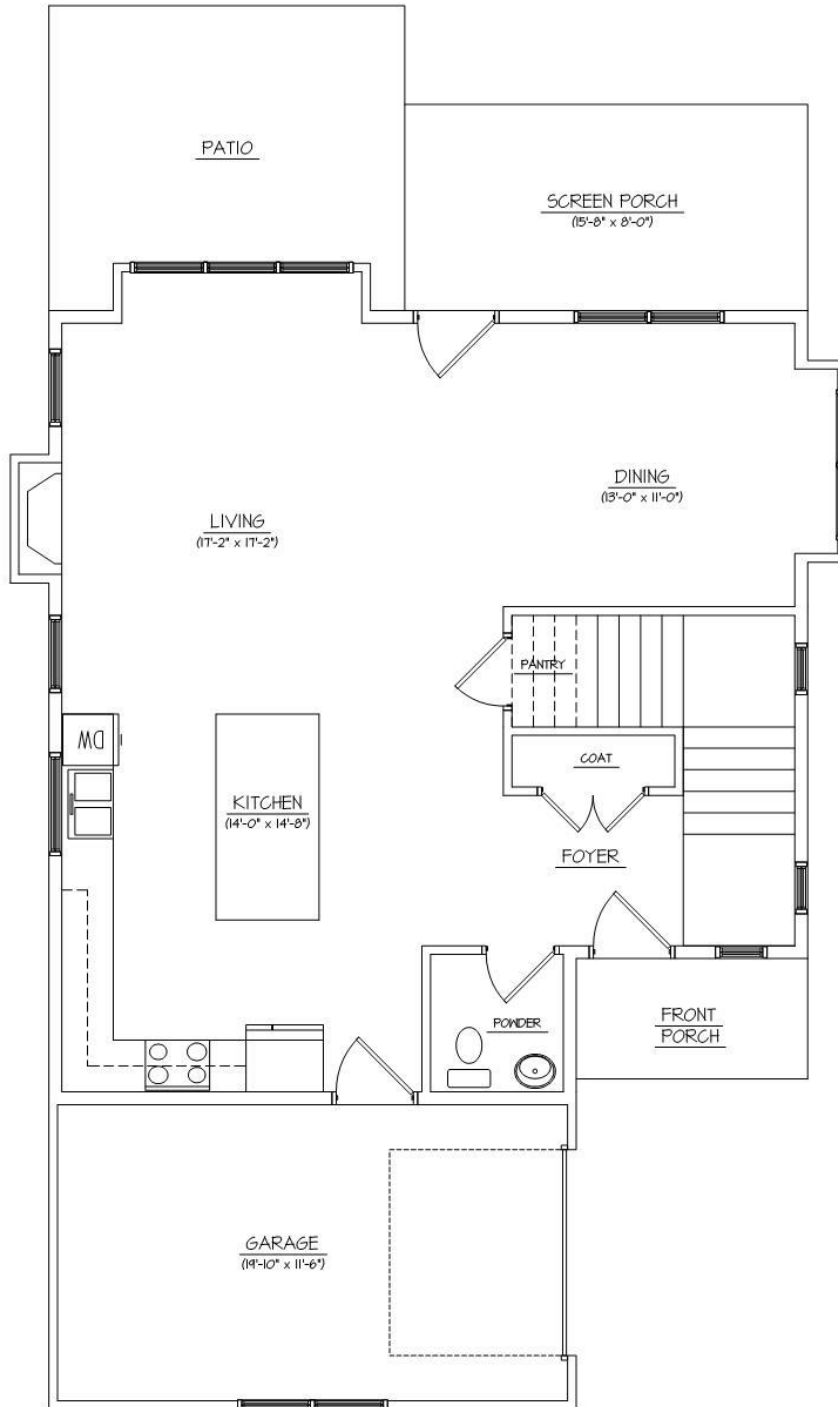 PATIO
SCREEN PORCH
(15'-8" x 8'-0")
DINING
(13'-0" x 11'-0")
LIVING
(17'-2" x 17'-2")
PANTRY
DW
COAT
KITCHEN
(14'-0" x 14'-8")
FOYER
POWDER
FRONT
PORCH
GARAGE
(19'-10" x 11'-6")